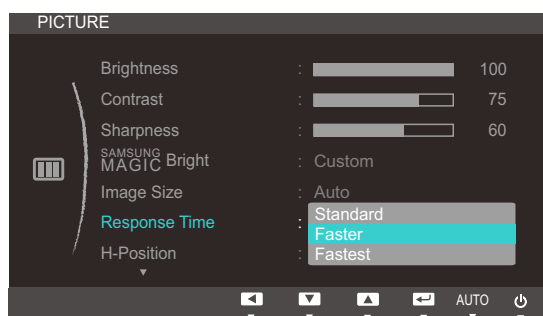 PICTURE
Brightness : 100
Contrast : 75
Sharpness : 60
SAMSUNG MAGIC Bright : Custom
Image Size : Auto
Response Time : Standard
Faster
H-Position : Fastest
AUTO